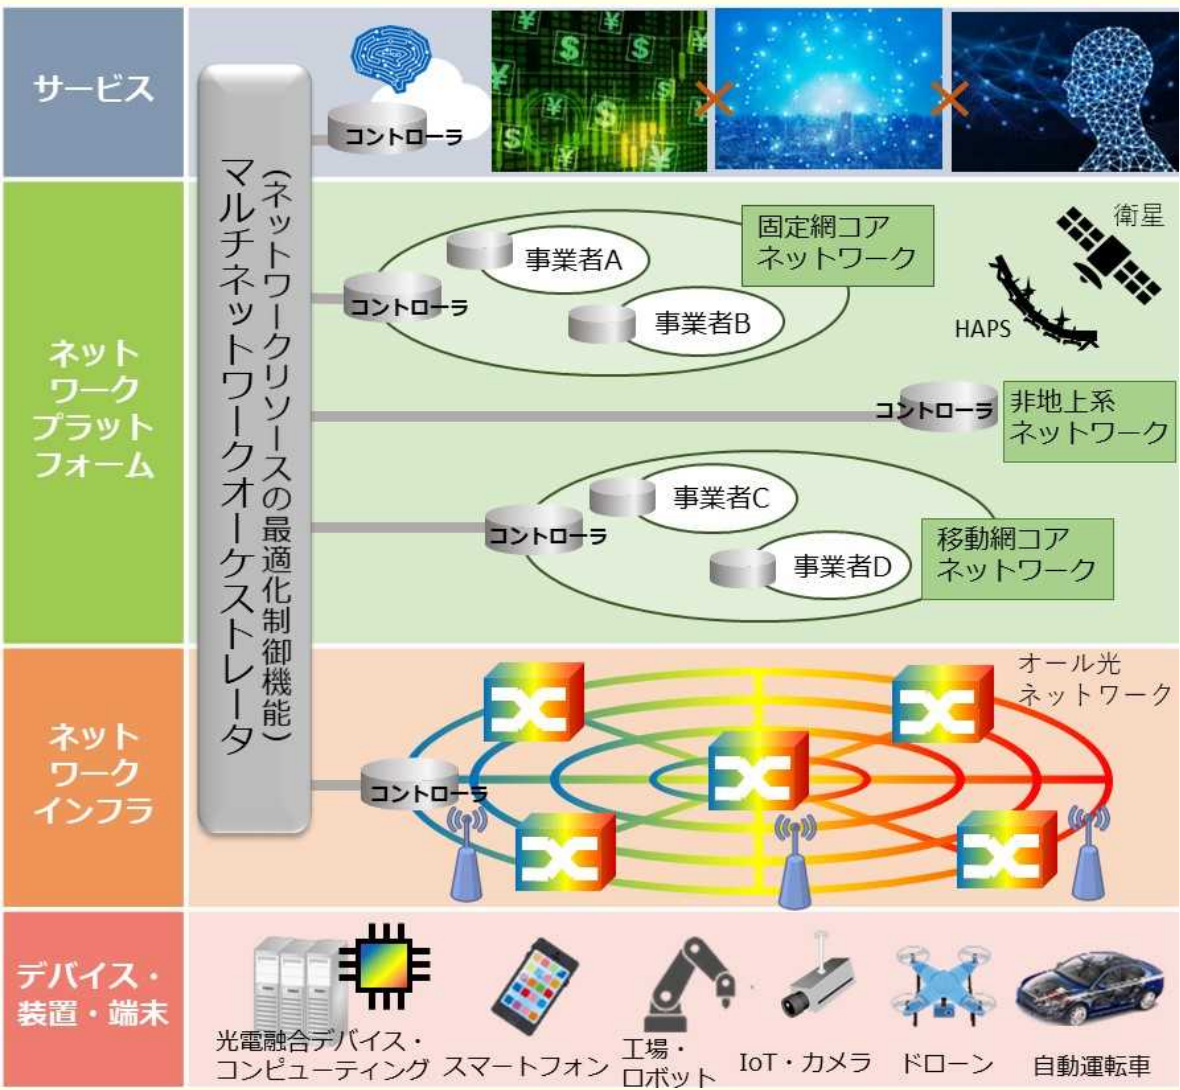 サービス
コントローラ
マルチネットワークオーケストレータ
(ネットワークリソースの最適化制御機能)
ネット
ワーク
プラット
フォーム
固定網コア
ネットワーク
事業者A
コントローラ
事業者B
衛星
HAPS
コントローラ
非地上系
ネットワーク
事業者C
コントローラ
事業者D
移動網コア
ネットワーク
ネット
ワーク
インフラ
オール光
ネットワーク
コントローラ
デバイス・
装置・端末
光電融合デバイス・
コンピューティング
スマートフォン
工場・
ロボット
IoT・カメラ
ドローン
自動運転車